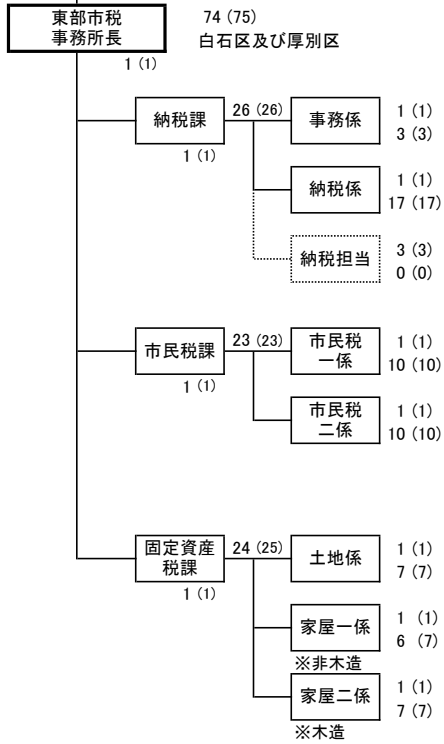 東部市税
事務所長
74 (75)
白石区及び厚別区
1 (1)
納税課
26 (26)
1 (1)
事務係
1 (1)
3 (3)
納税係
1 (1)
17 (17)
納税担当
3 (3)
0 (0)
市民税課
23 (23)
1 (1)
市民税
一係
1 (1)
10 (10)
市民税
二係
1 (1)
10 (10)
固定資産
税課
24 (25)
1 (1)
土地係
1 (1)
7 (7)
家屋一係
1 (1)
6 (7)
※非木造
家屋二係
1 (1)
7 (7)
※木造